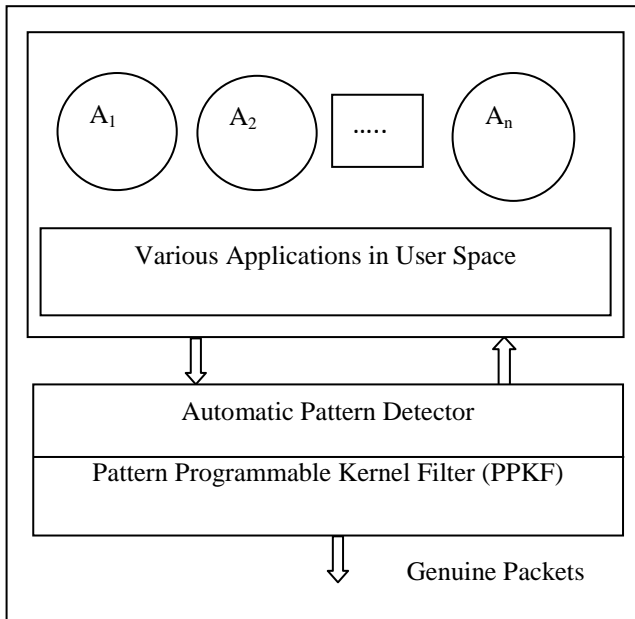 A₁ A₂ ..... Aₙ
Various Applications in User Space
Automatic Pattern Detector
Pattern Programmable Kernel Filter (PPKF)
Genuine Packets